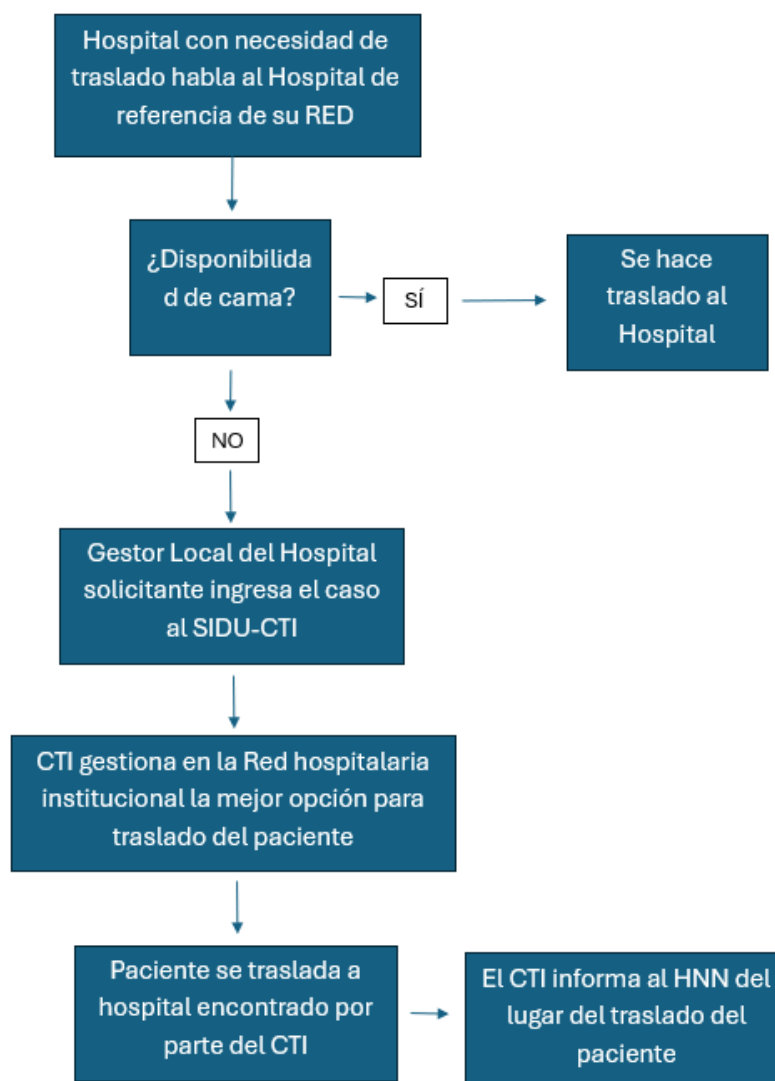 Hospital con necesidad de
traslado habla al Hospital de
referencia de su RED
¿Disponibilida
d de cama?
SÍ
Se hace
traslado al
Hospital
NO
Gestor Local del Hospital
solicitante ingresa el caso
al SIDU-CTI
CTI gestiona en la Red hospitalaria
institucional la mejor opción para
traslado del paciente
Paciente se traslada a
hospital encontrado por
parte del CTI
El CTI informa al HNN del
lugar del traslado del
paciente